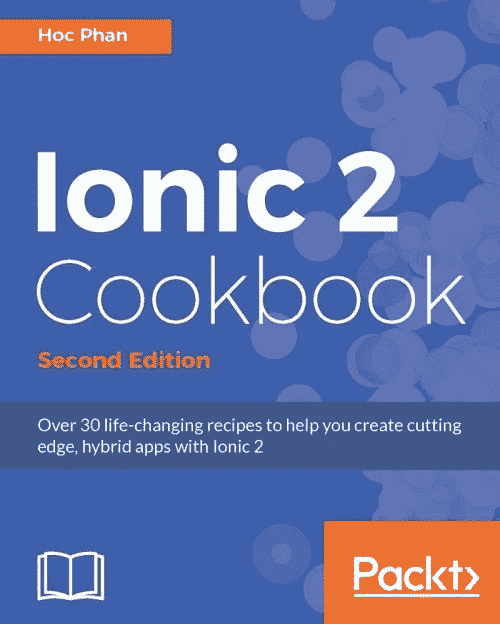 Hoc Phan
Ionic 2
Cookbook
Second Edition
Over 30 life-changing recipes to help you create cutting
edge, hybrid apps with Ionic 2
Packt>